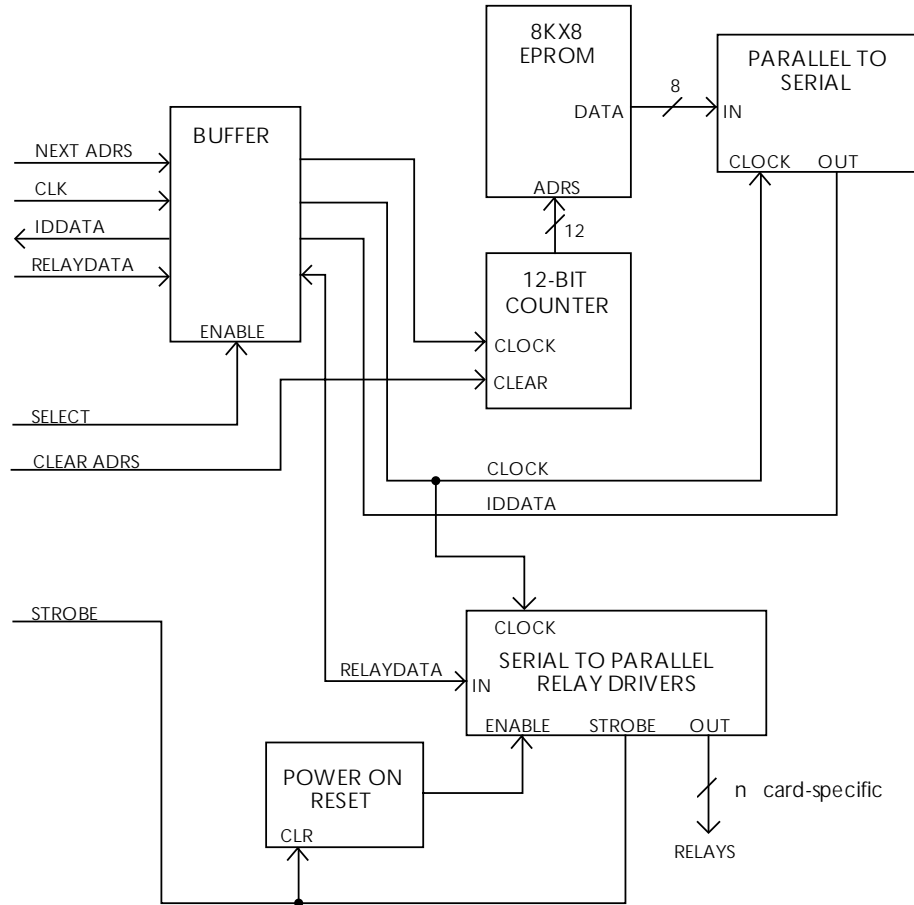 8KX8
EPROM
DATA
ADRS
8
PARALLEL TO
SERIAL
IN
CLOCK
OUT
BUFFER
NEXT ADRS
CLK
IDDATA
RELAYDATA
ENABLE
12
12-BIT
COUNTER
CLOCK
CLEAR
SELECT
CLEAR ADRS
CLOCK
IDDATA
STROBE
CLOCK
SERIAL TO PARALLEL
RELAY DRIVERS
RELAYDATA
IN
ENABLE
STROBE
OUT
POWER ON
RESET
CLR
n card-specific
RELAYS